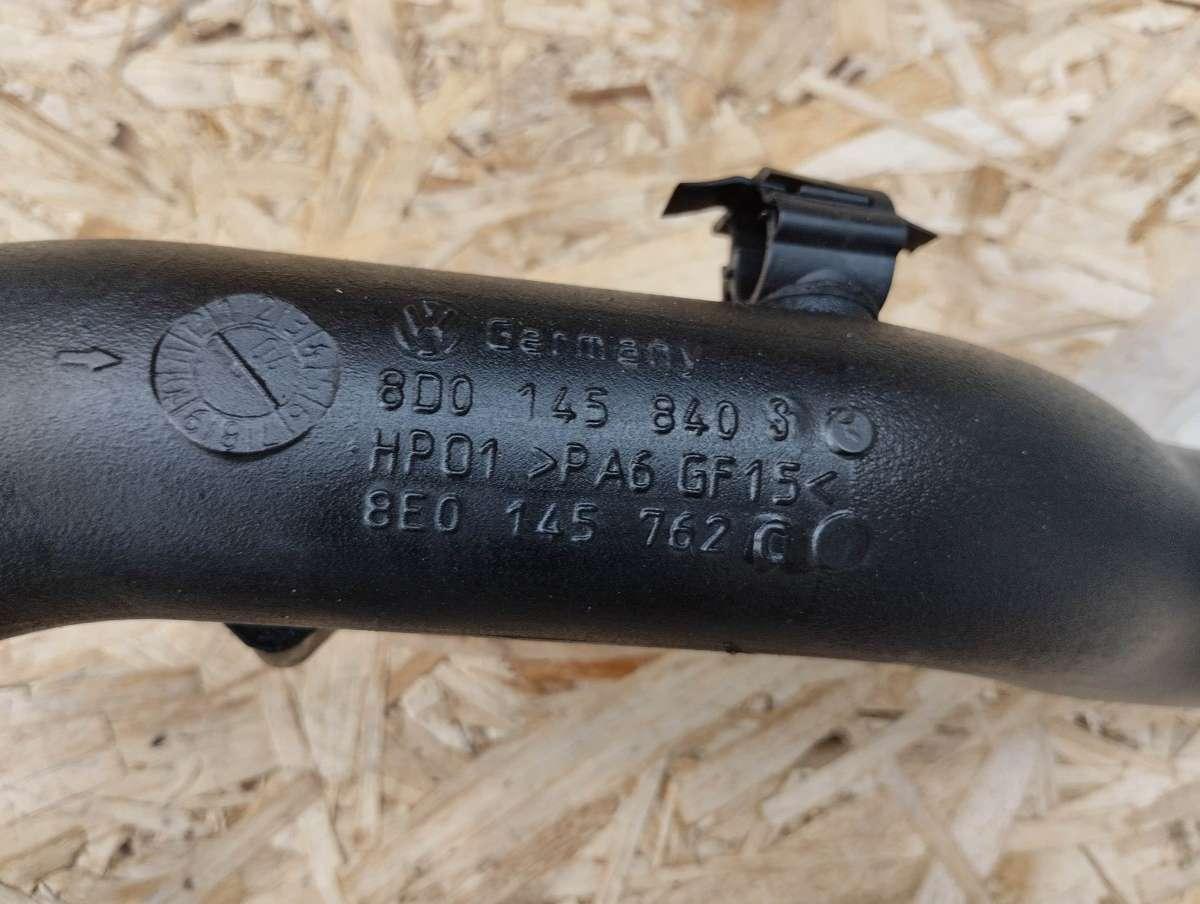 Germany
8D0 145 840
HP01 >PA6 GF15<
8E0 145 762 C